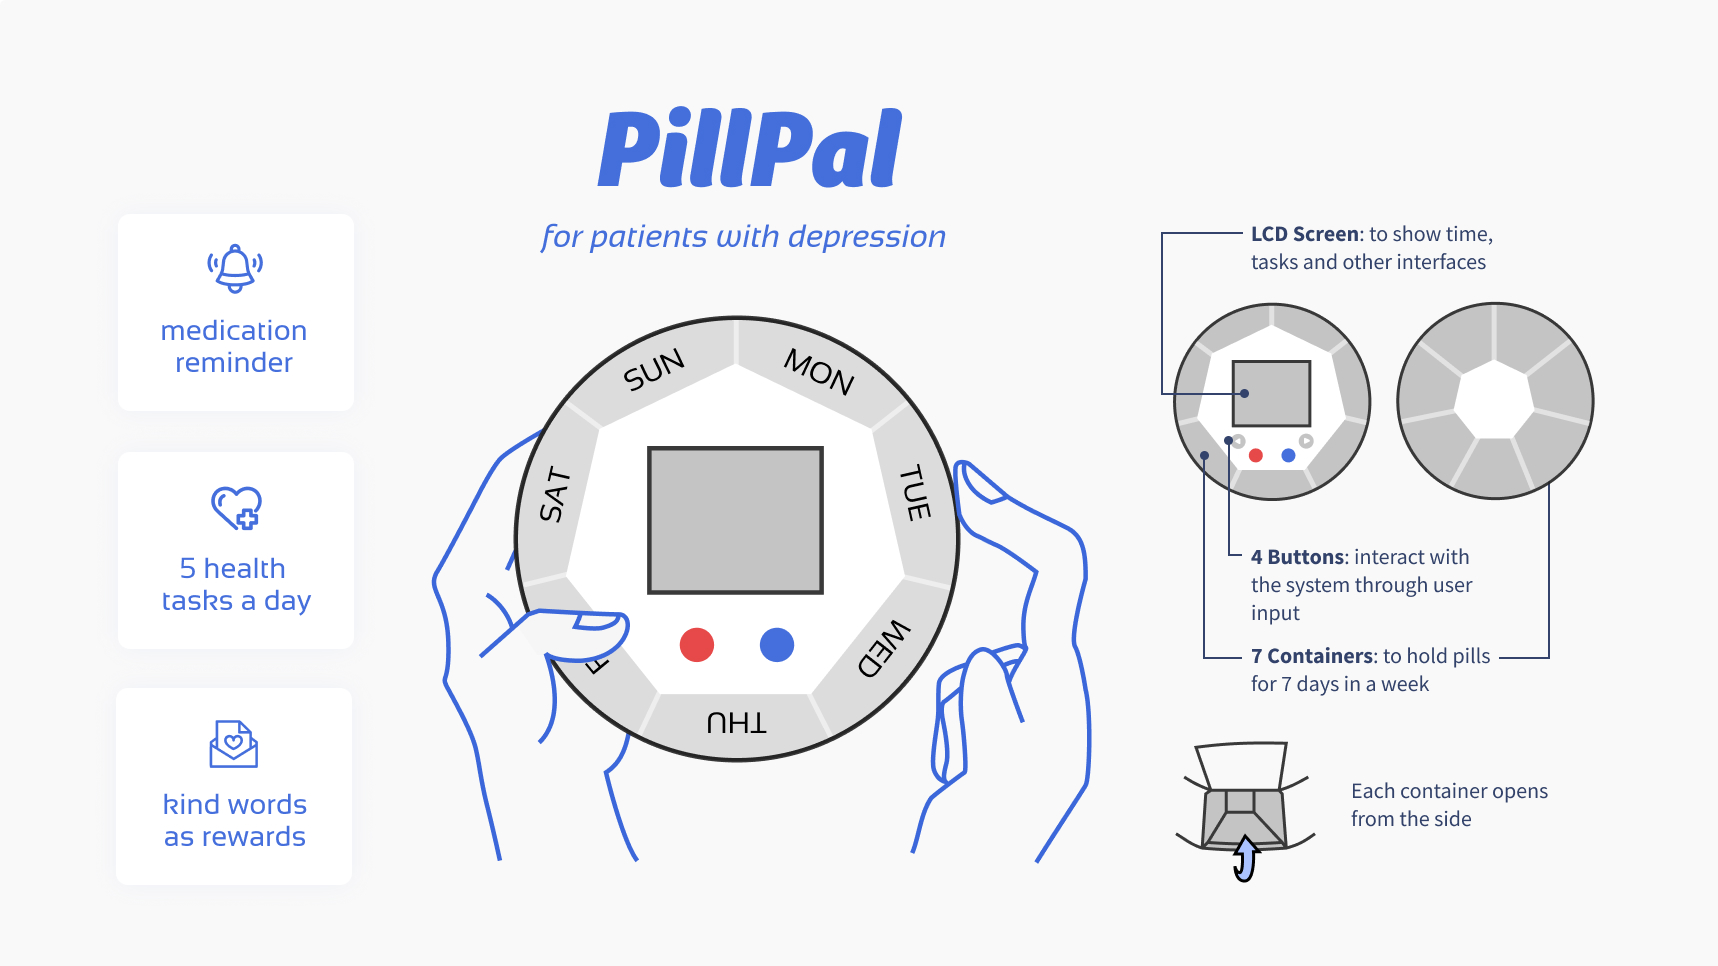 PillPal
for patients with depression
medication
reminder
5 health
tasks a day
kind words
as rewards
SUN
MON
TUE
WED
THU
F
SAT
LCD Screen: to show time,
tasks and other interfaces
4 Buttons: interact with
the system through user
input
7 Containers: to hold pills
for 7 days in a week
Each container opens
from the side